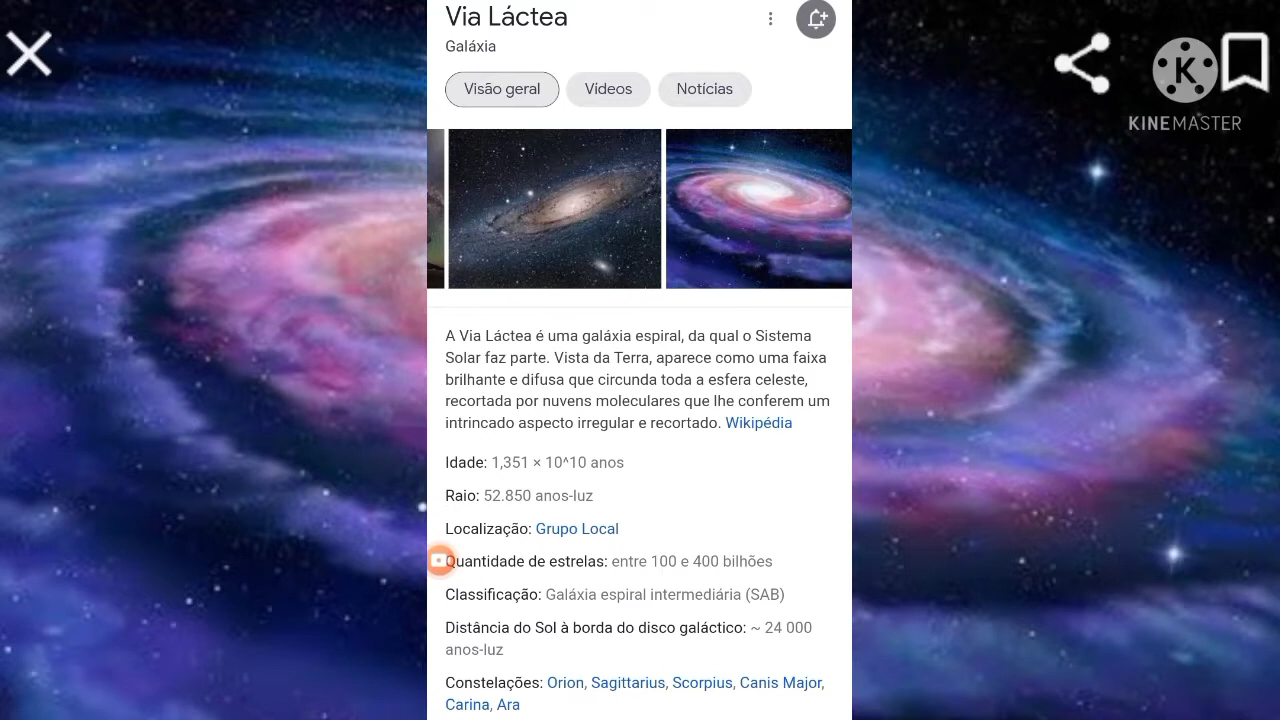 Via Láctea
Galáxia
Visão geral
Vídeos
Notícias
K
KINEMASTER
A Via Láctea é uma galáxia espiral, da qual o Sistema
Solar faz parte. Vista da Terra, aparece como uma faixa
brilhante e difusa que circunda toda a esfera celeste,
recortada por nuvens moleculares que lhe conferem um
intrincado aspecto irregular e recortado. Wikipédia
Idade: 1,351 × 10^10 anos
Raio: 52.850 anos-luz
Localização: Grupo Local
Quantidade de estrelas: entre 100 e 400 bilhões
Classificação: Galáxia espiral intermediária (SAB)
Distância do Sol à borda do disco galáctico: ~ 24 000
anos-luz
Constelações: Orion, Sagittarius, Scorpius, Canis Major,
Carina, Ara